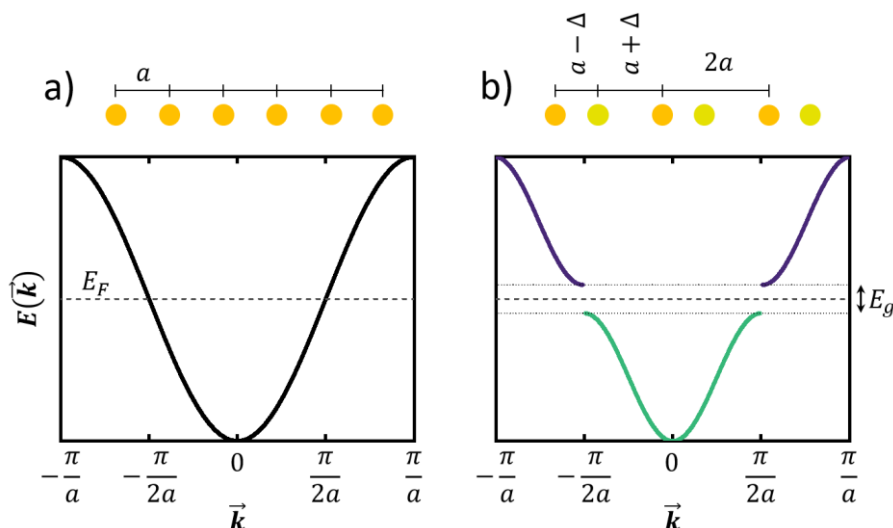 a)
a
E_F
E(k⃗)
-π/a
-π/2a
0
π/2a
π/a
k⃗
b)
a − Δ
a + Δ
2a
E_g
-π/a
-π/2a
0
π/2a
π/a
k⃗